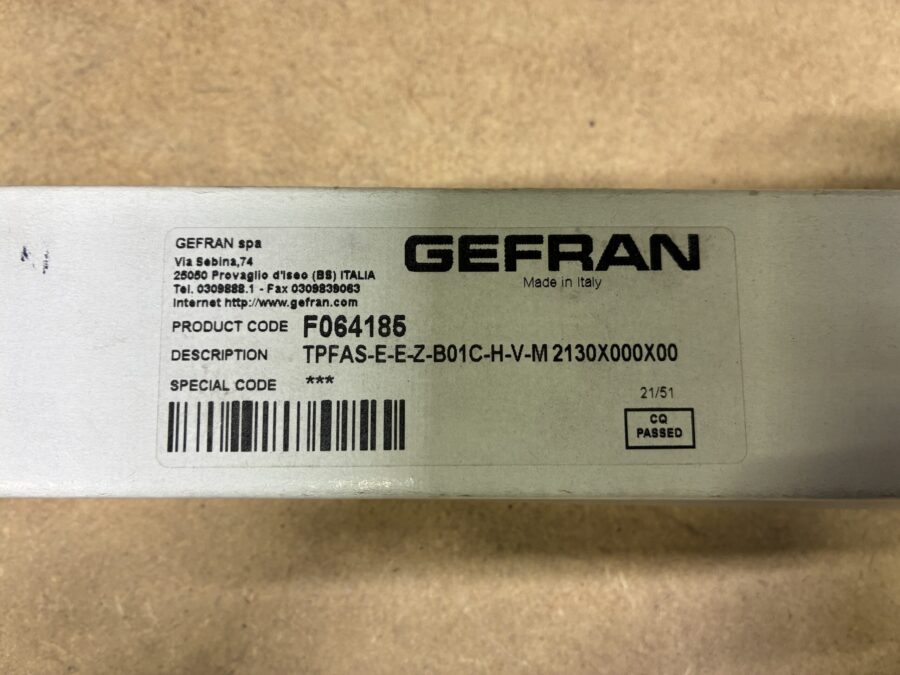 GEFRAN spa
Via Sebina,74
25050 Provaglio d'Iseo (BS) ITALIA
Tel. 0309888.1 - Fax 0309839063
Internet http://www.gefran.com
GEFRAN
Made in Italy
PRODUCT CODE F064185
DESCRIPTION TPFAS-E-E-Z-B01C-H-V-M 2130X000X00
SPECIAL CODE ***
21/51
CQ
PASSED